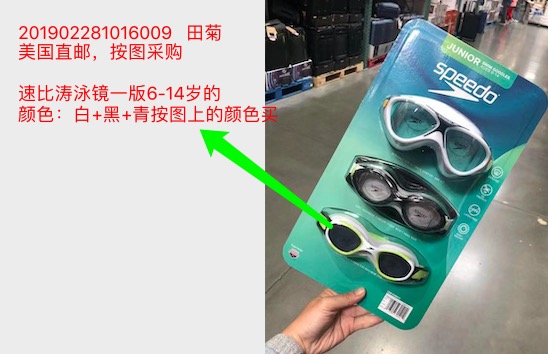 201902281016009 田菊
美国直邮，按图采购
速比涛泳镜一版6-14岁的
颜色：白+黑+青按图上的颜色买
JUNIOR
speedo